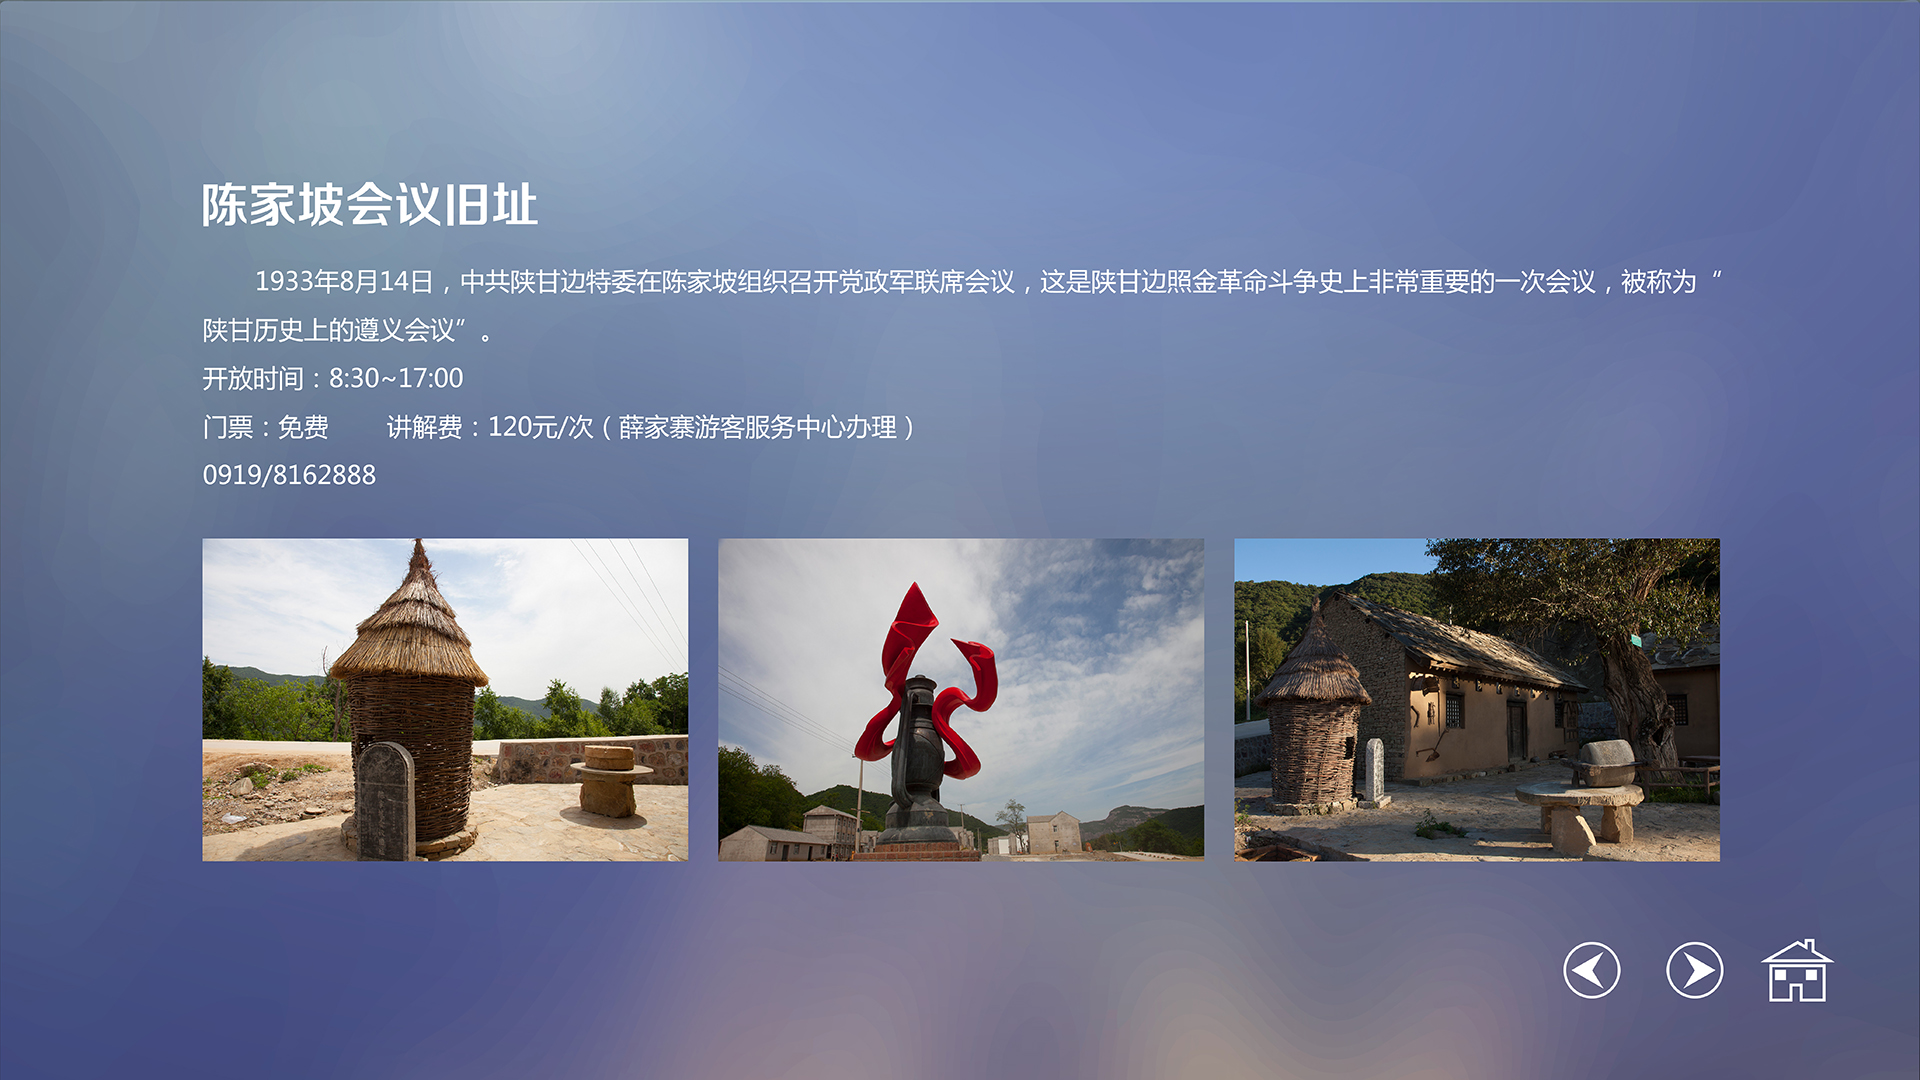 陈家坡会议旧址
1933年8月14日，中共陕甘边特委在陈家坡组织召开党政军联席会议，这是陕甘边照金革命斗争史上非常重要的一次会议，被称为“
陕甘历史上的遵义会议”。
开放时间：8:30~17:00
门票：免费 讲解费：120元/次（薛家寨游客服务中心办理）
0919/8162888